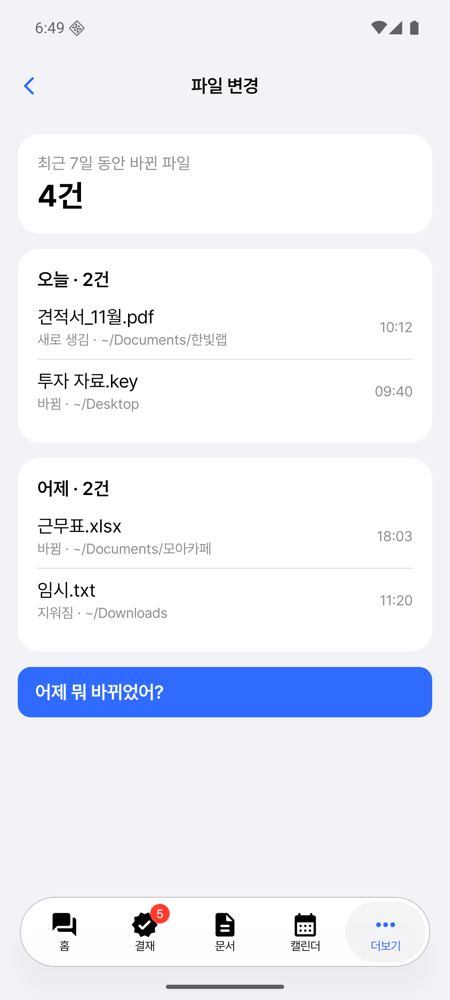 6:49
파일 변경
최근 7일 동안 바뀐 파일
4건
오늘 · 2건
견적서_11월.pdf
새로 생김 · ~/Documents/한빛랩
10:12
투자 자료.key
바뀜 · ~/Desktop
09:40
어제 · 2건
근무표.xlsx
바뀜 · ~/Documents/모아카페
18:03
임시.txt
지워짐 · ~/Downloads
11:20
어제 뭐 바뀌었어?
홈
5
결재
문서
캘린더
더보기